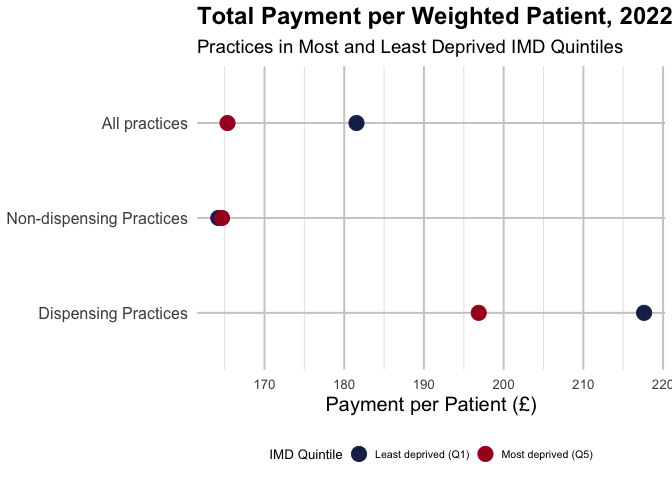 Total Payment per Weighted Patient, 2022
Practices in Most and Least Deprived IMD Quintiles
All practices
Non-dispensing Practices
Dispensing Practices
170 180 190 200 210 220
Payment per Patient (£)
IMD Quintile Least deprived (Q1) Most deprived (Q5)